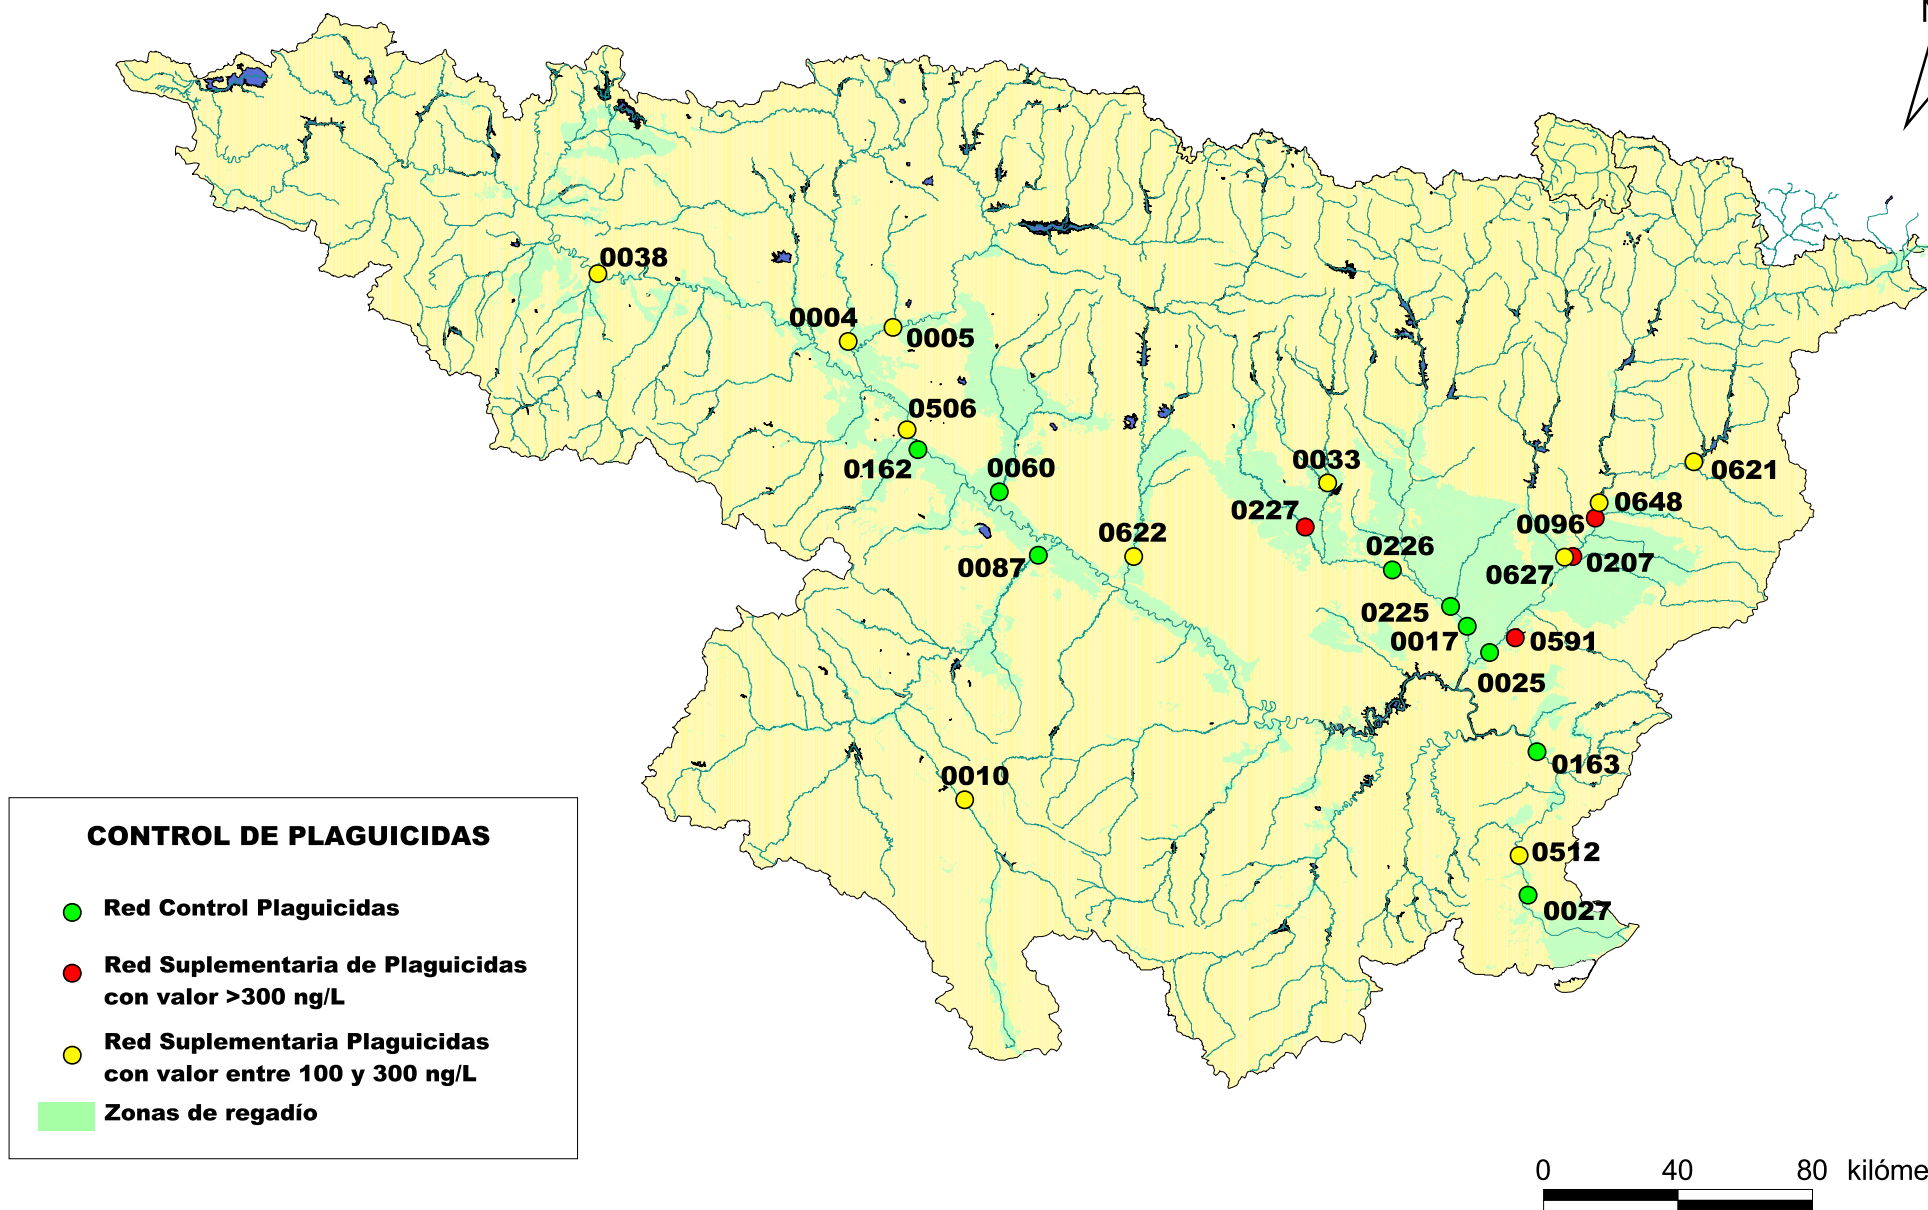 N
0038
0004
0005
0506
0162
0060
0033
0621
0648
0227
0096
0622
0226
0087
0207
0627
0225
0017
0591
0025
0163
0010
0512
0027
CONTROL DE PLAGUICIDAS
Red Control Plaguicidas
Red Suplementaria de Plaguicidas
con valor >300 ng/L
Red Suplementaria Plaguicidas
con valor entre 100 y 300 ng/L
Zonas de regadío
0 40 80 kilóme